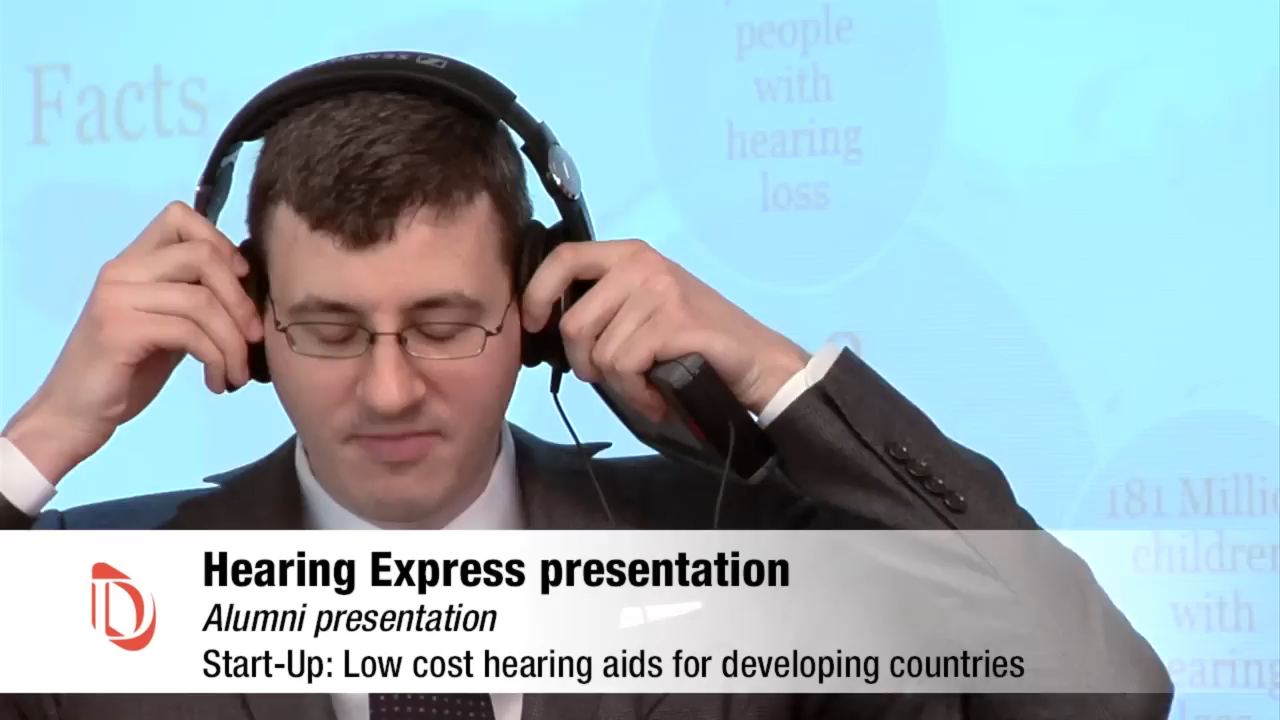 Facts
people
with
hearing
loss
181 Millio
children
with
earing
Hearing Express presentation
Alumni presentation
Start-Up: Low cost hearing aids for developing countries